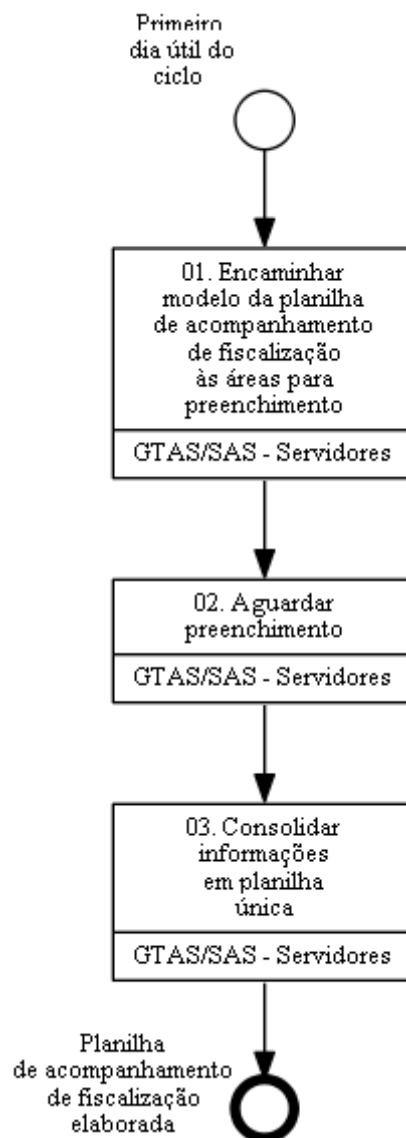 Primeiro
dia útil do
ciclo
01. Encaminhar
modelo da planilha
de acompanhamento
de fiscalização
às áreas para
preenchimento
GTAS/SAS - Servidores
02. Aguardar
preenchimento
GTAS/SAS - Servidores
03. Consolidar
informações
em planilha
única
GTAS/SAS - Servidores
Planilha
de acompanhamento
de fiscalização
elaborada